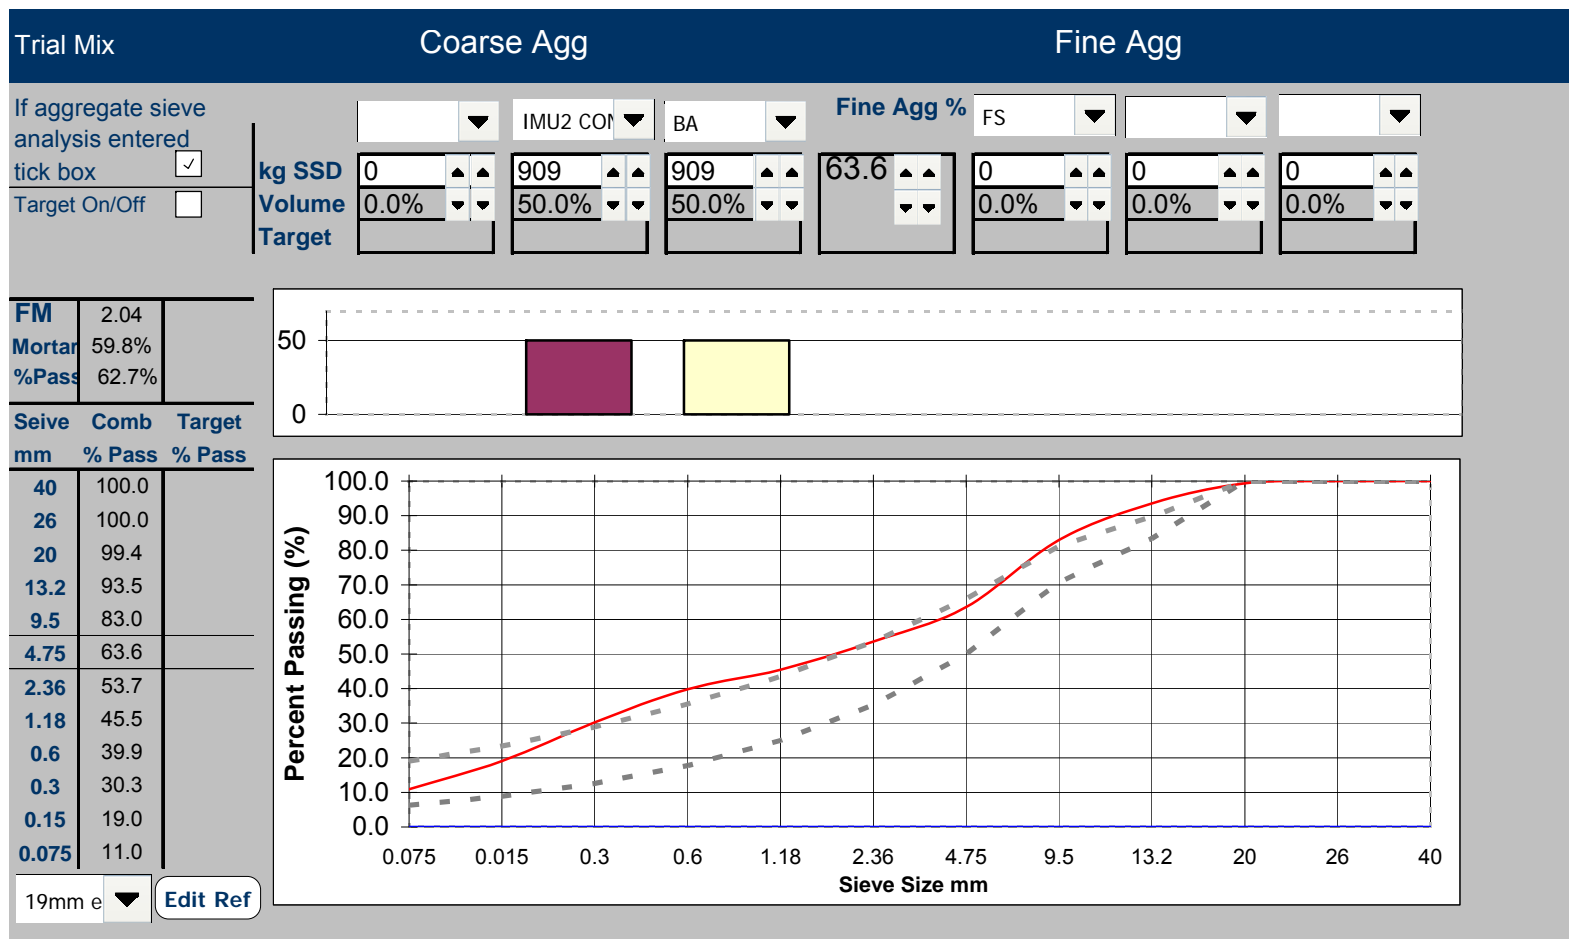 Trial Mix Coarse Agg Fine Agg
If aggregate sieve
analysis entered
tick box
Target On/Off
IMU2 CON BA Fine Agg % FS
kg SSD 0 909 909 63.6 0 0 0
Volume 0.0% 50.0% 50.0% 0.0% 0.0% 0.0%
Target
FM 2.04
Mortar 59.8%
%Pass 62.7%
Seive Comb Target
mm % Pass % Pass
40 100.0
26 100.0
20 99.4
13.2 93.5
9.5 83.0
4.75 63.6
2.36 53.7
1.18 45.5
0.6 39.9
0.3 30.3
0.15 19.0
0.075 11.0
19mm e Edit Ref
50
0
Percent Passing (%)
100.0
90.0
80.0
70.0
60.0
50.0
40.0
30.0
20.0
10.0
0.0
0.075 0.015 0.3 0.6 1.18 2.36 4.75 9.5 13.2 20 26 40
Sieve Size mm